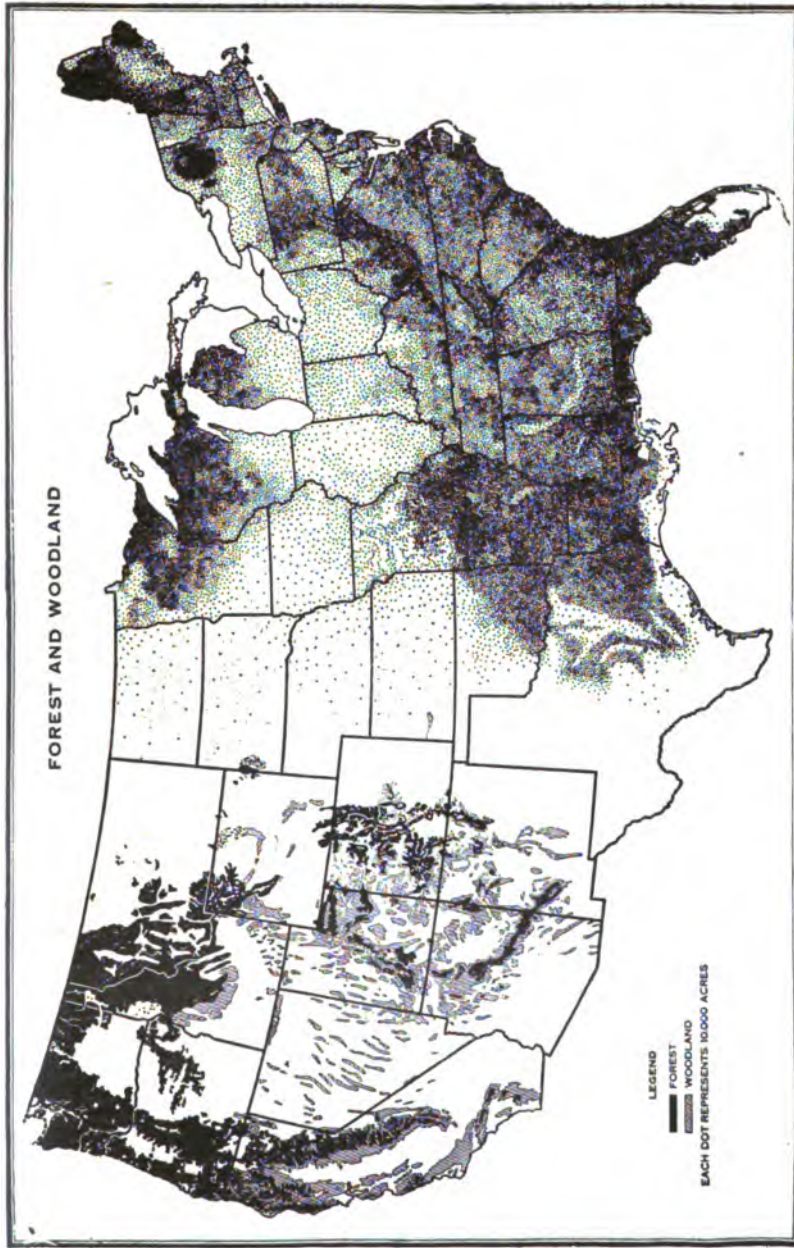 FOREST AND WOODLAND
LEGEND
FOREST
WOODLAND
EACH DOT REPRESENTS 10,000 ACRES